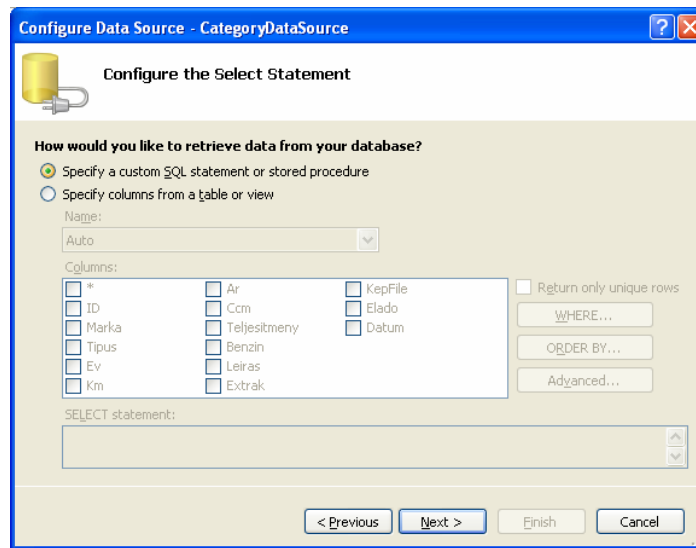 Configure Data Source - CategoryDataSource
Configure the Select Statement
How would you like to retrieve data from your database?
Specify a custom SQL statement or stored procedure
Specify columns from a table or view
Name:
Auto
Columns:
* Ar KepFile
ID Ccm Elado
Marka Teljesitmeny Datum
Tipus Benzin
Ev Leiras
Km Extrak
Return only unique rows
WHERE...
ORDER BY...
Advanced...
SELECT statement:
< Previous Next > Finish Cancel